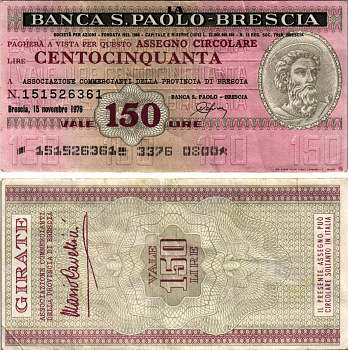 LA
BANCA S. PAOLO - BRESCIA
SOCIETÀ PER AZIONI - FONDATA NEL 1888 - CAPITALE E RISERVE
PAGHERÀ A VISTA PER QUESTO ASSEGNO CIRCOLARE
LIRE CENTOCINQUANTA
A ASSOCIAZIONE COMMERCIANTI DELLA PROVINCIA DI BRESCIA
N. 151526361
BANCA S. PAOLO - BRESCIA
Brescia, 15 novembre 1976
VALE 150 LIRE
151526361 3376 0800
150
GIRATE
ASSOCIAZIONE COMMERCIANTI
DELLA PROVINCIA DI BRESCIA
VALE
150
LIRE
IL PRESENTE ASSEGNO PUÒ
CIRCOLARE SOLTANTO IN ITALIA